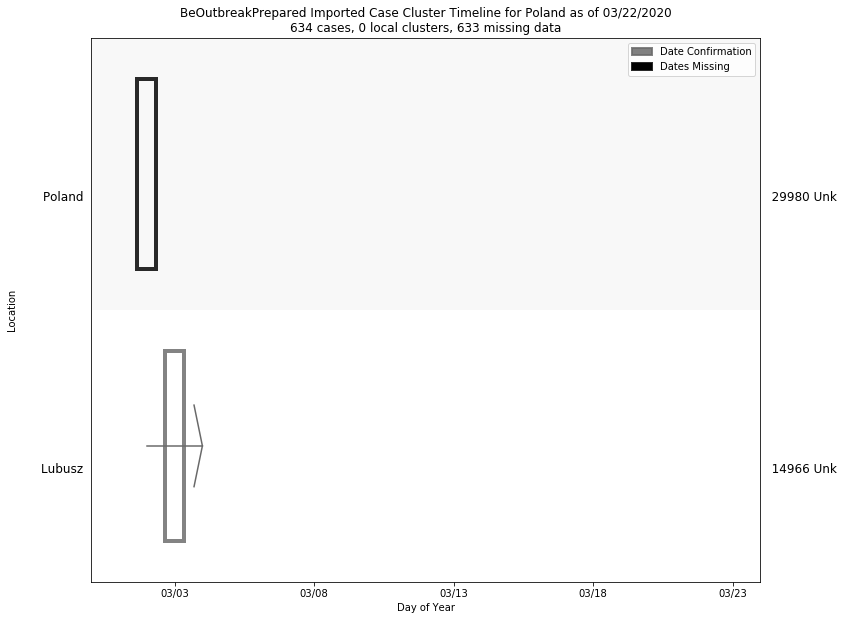 BeOutbreakPrepared Imported Case Cluster Timeline for Poland as of 03/22/2020
634 cases, 0 local clusters, 633 missing data
Date Confirmation
Dates Missing
Poland
29980 Unk
Location
Lubusz
14966 Unk
03/03 03/08 03/13 03/18 03/23
Day of Year